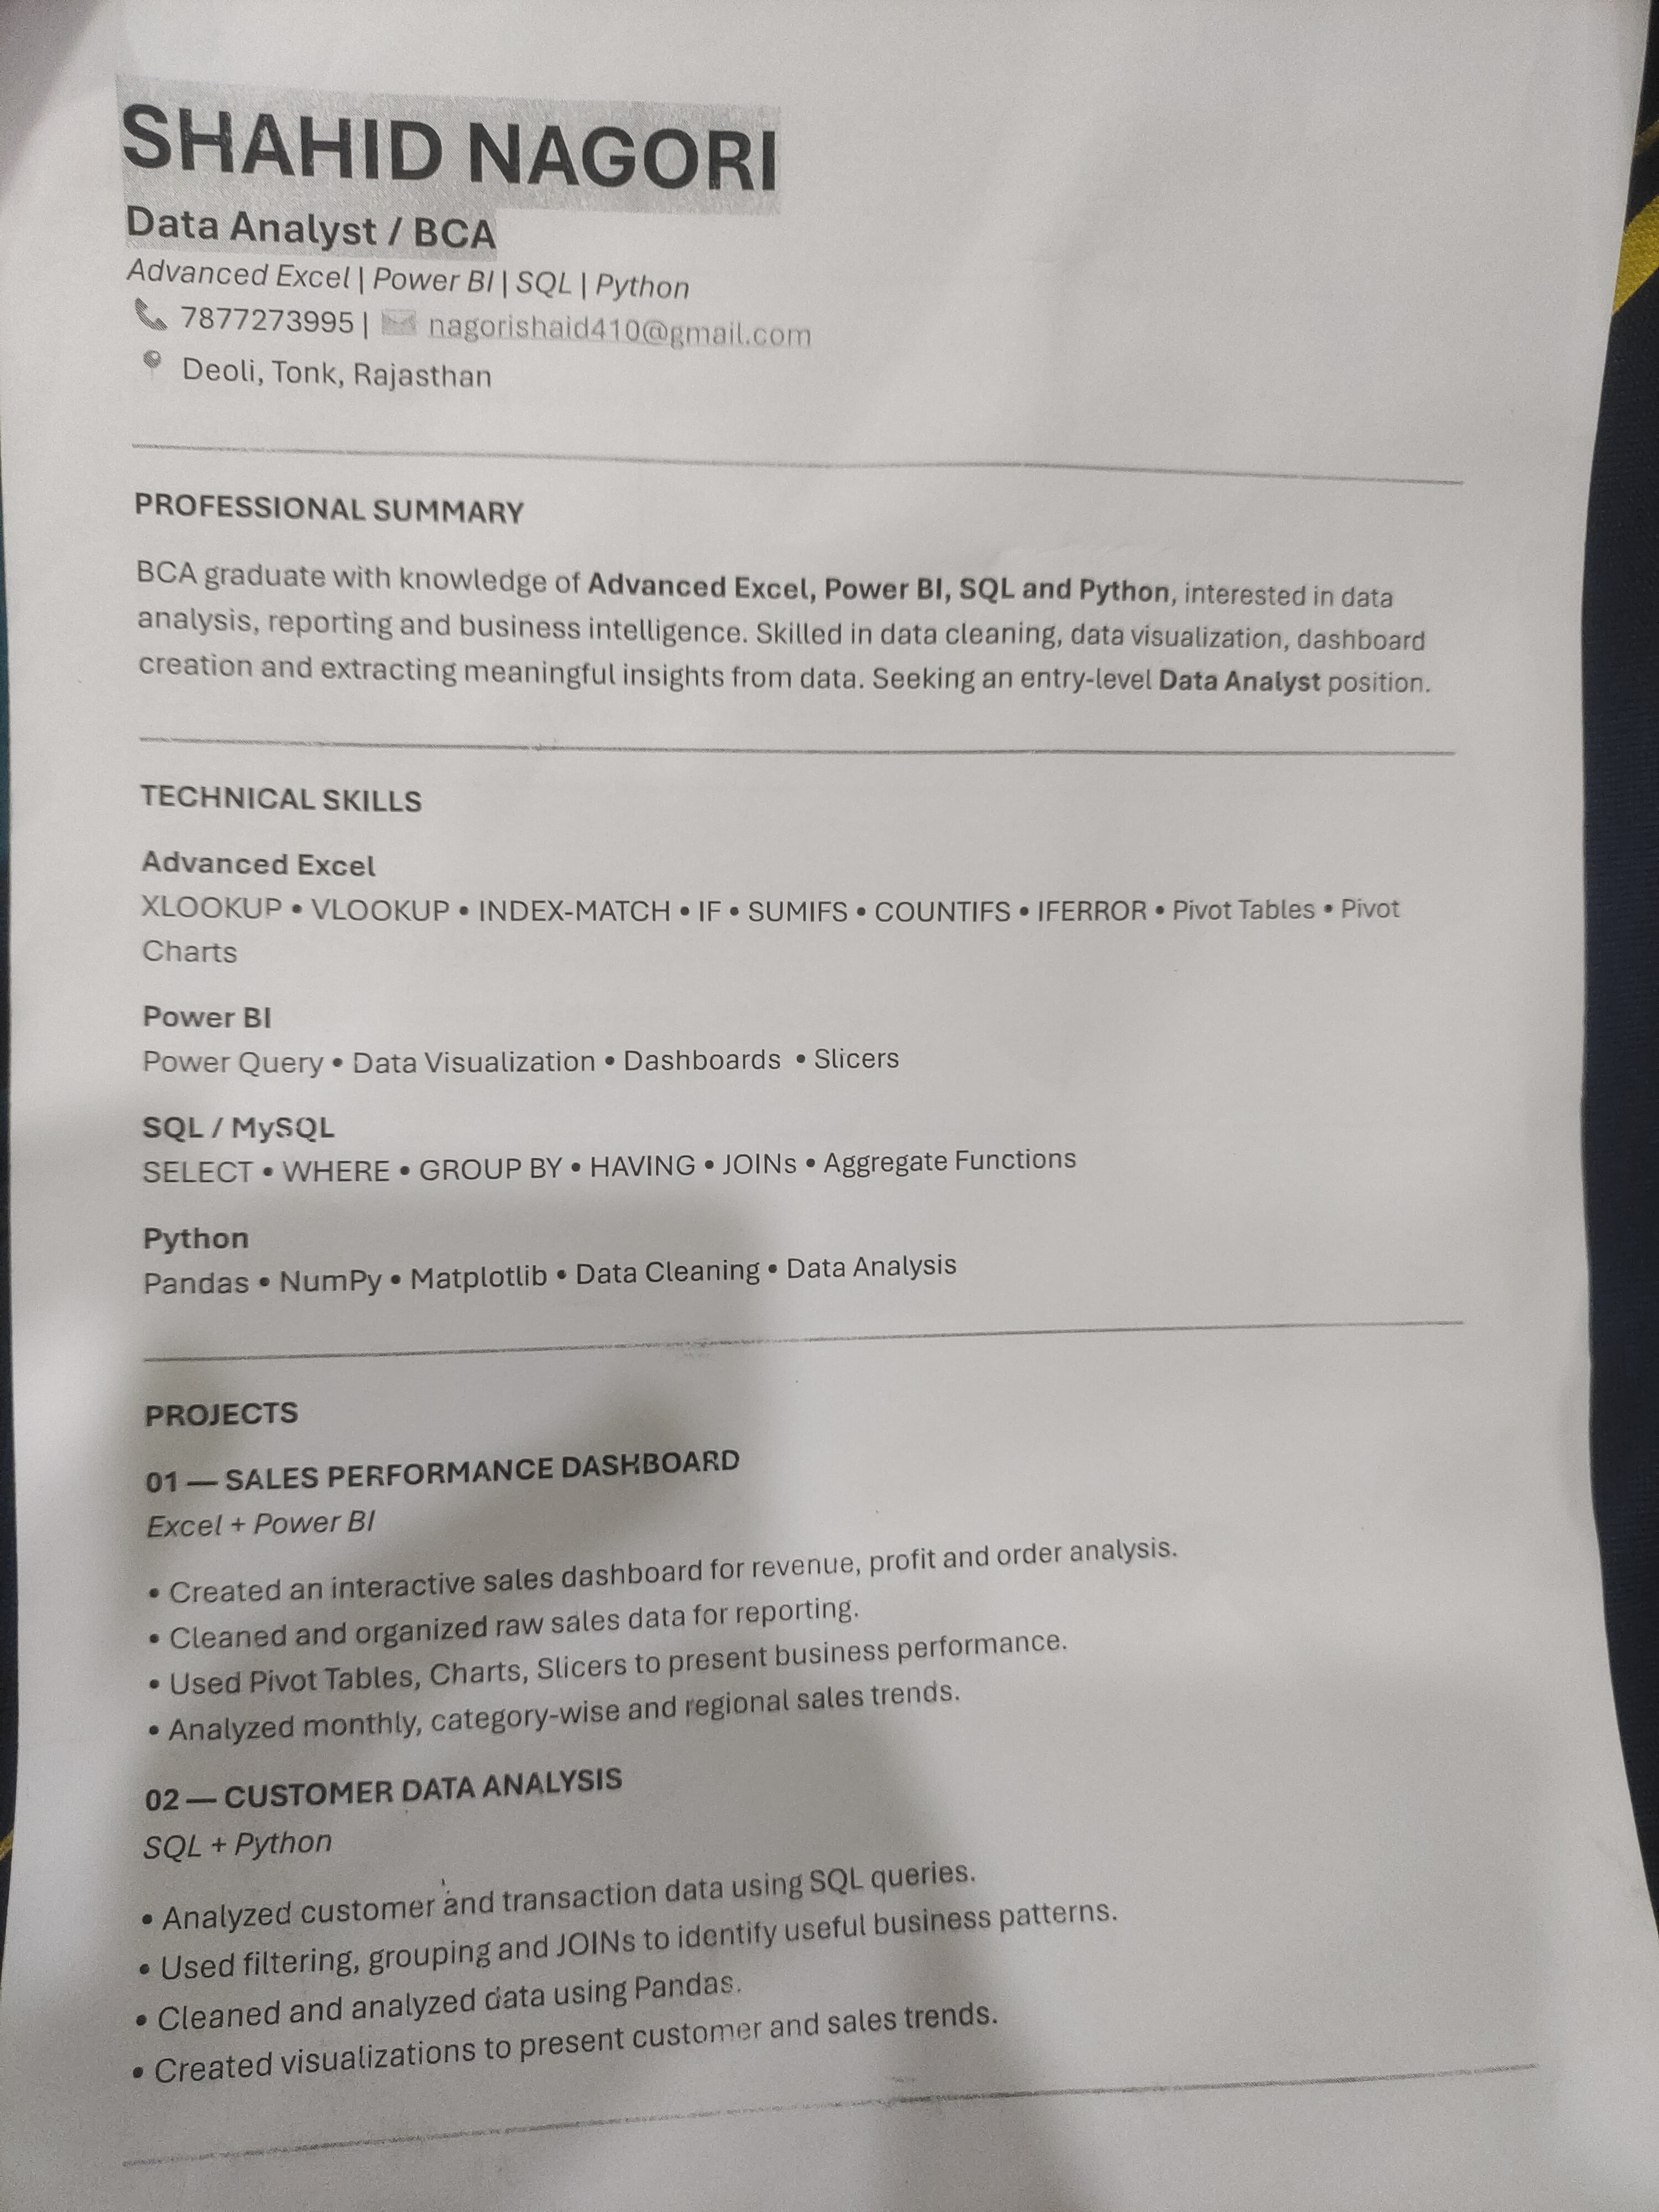 SHAHID NAGORI
Data Analyst / BCA
Advanced Excel | Power BI | SQL | Python
7877273995 | nagorishaid410@gmail.com
Deoli, Tonk, Rajasthan
PROFESSIONAL SUMMARY
BCA graduate with knowledge of Advanced Excel, Power BI, SQL and Python, interested in data
analysis, reporting and business intelligence. Skilled in data cleaning, data visualization, dashboard
creation and extracting meaningful insights from data. Seeking an entry-level Data Analyst position.
TECHNICAL SKILLS
Advanced Excel
XLOOKUP • VLOOKUP • INDEX-MATCH • IF • SUMIFS • COUNTIFS • IFERROR • Pivot Tables • Pivot
Charts
Power BI
Power Query • Data Visualization • Dashboards • Slicers
SQL / MySQL
SELECT • WHERE • GROUP BY • HAVING • JOINs • Aggregate Functions
Python
Pandas • NumPy • Matplotlib • Data Cleaning • Data Analysis
PROJECTS
01 — SALES PERFORMANCE DASHBOARD
Excel + Power BI
• Created an interactive sales dashboard for revenue, profit and order analysis.
• Cleaned and organized raw sales data for reporting.
• Used Pivot Tables, Charts, Slicers to present business performance.
• Analyzed monthly, category-wise and regional sales trends.
02 — CUSTOMER DATA ANALYSIS
SQL + Python
• Analyzed customer and transaction data using SQL queries.
• Used filtering, grouping and JOINs to identify useful business patterns.
• Cleaned and analyzed data using Pandas.
• Created visualizations to present customer and sales trends.